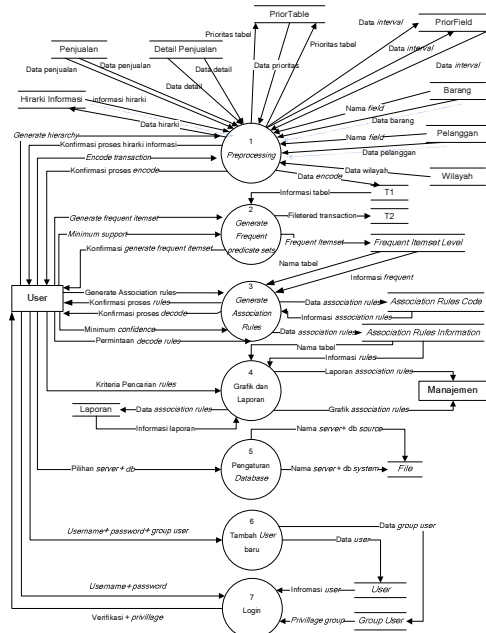 PriorTable
PriorField
Prioritas tabel
Data interval
Penjualan
Detail Penjualan
Prioritas tabel
Data interval
Data penjualan
Data penjualan
Data detail
Data prioritas
Data interval
Data detail
Barang
Hirarki Informasi
informasi hirarki
Nama field
Data hirarki
Data barang
Pelanggan
Generate hierarchy
1
Preprocessing
Nama field
Konfirmasi proses hirarki informasi
Data pelanggan
Encode transaction
Data wilayah
Wilayah
Konfirmasi proses encode
Data encode
Informasi tabel
T1
2
Generate Frequent predicate sets
Generate frequent itemset
Filetered transaction
T2
Minimum support
Frequent Itemset
Frequent Itemset Level
Konfirmasi generate frequent itemset
Nama tabel
Informasi frequent
User
3
Generate Association Rules
Generate Association rules
Konfirmasi proses rules
Data association rules
Association Rules Code
Konfirmasi proses decode
Informasi association rules
Minimum confidence
Data association rules
Association Rules Information
Permintaan decode rules
Nama tabel
Informasi rules
4
Grafik dan Laporan
Laporan association rules
Kriteria Pencarian rules
Manajemen
Laporan
Data association rules
Grafik association rules
Informasi laporan
5
Pengaturan Database
Nama server+ db source
Pilihan server+ db
Nama server+ db system
File
6
Tambah User baru
Data group user
Username+ password+ group user
Data user
Username+ password
7
Login
Infromasi user
User
Verifikasi + privillage
Privillage group
Group User